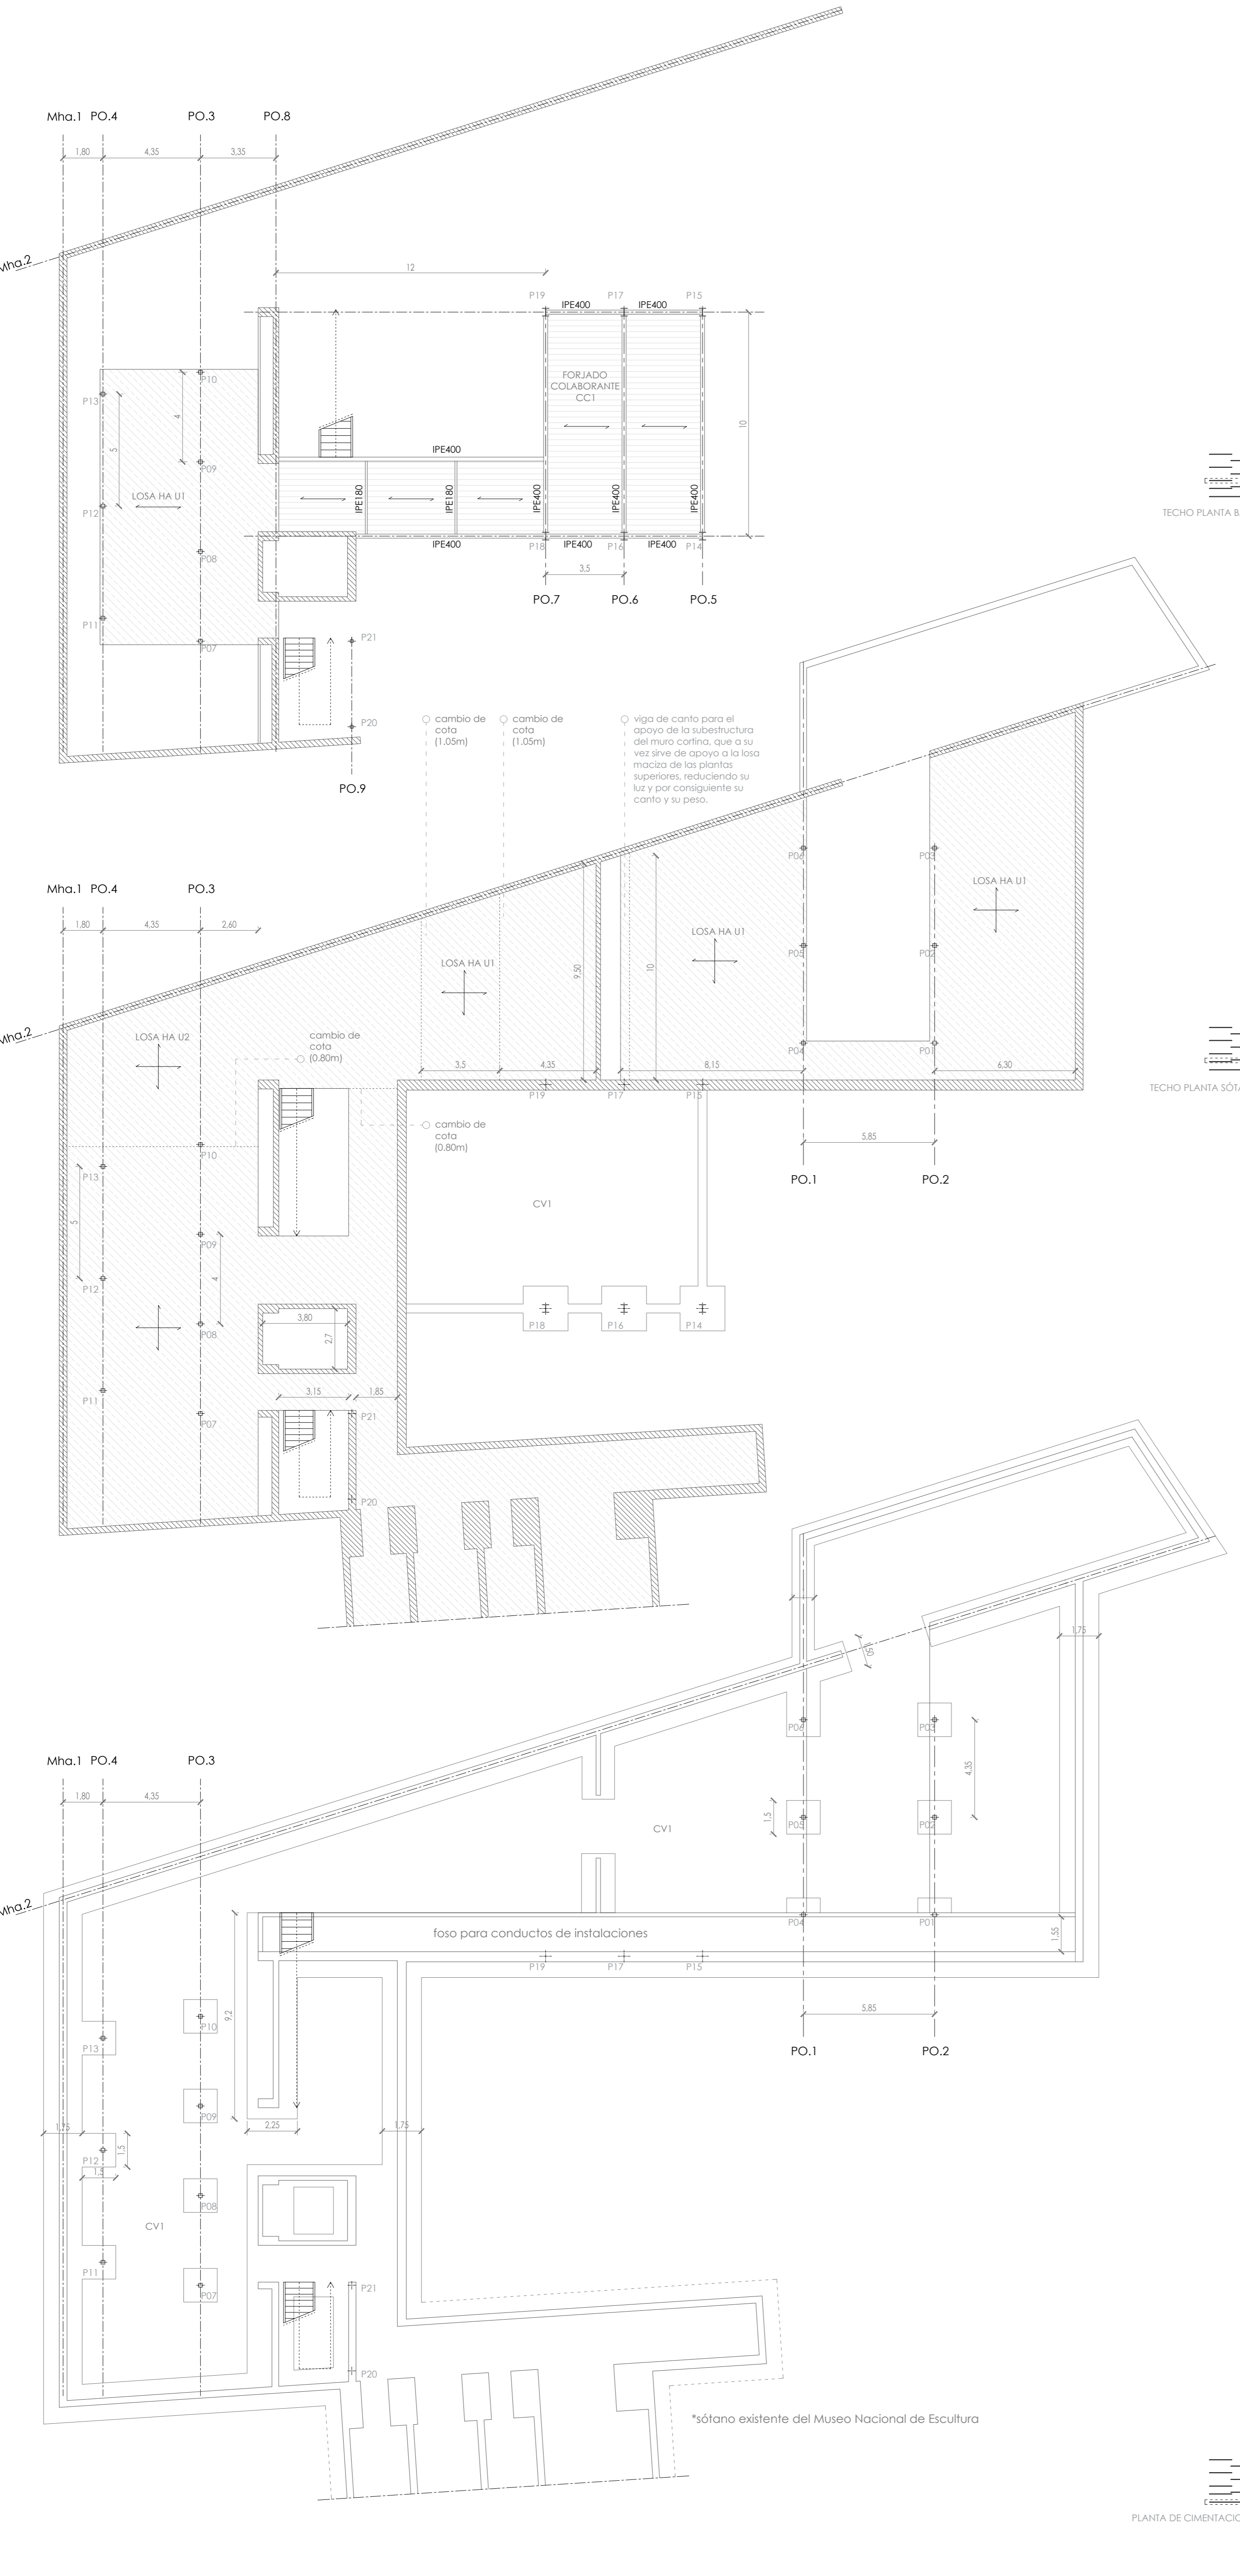 Mha.1 PO.4 PO.3 PO.8
1,80 4,35 3,35
Mha.2
12
P19 IPE400 P17 IPE400 P15
FORJADO
COLABORANTE
CC1
10
P10
P13
4
5
P09
IPE400
LOSA HA U1
IPE180 IPE180 IPE400 IPE400
P12
P08
IPE400 P18 IPE400 P16 IPE400 P14
3,5
PO.7 PO.6 PO.5
P11
P07
P21
P20
PO.9
TECHO PLANTA B
cambio de
cota
(1.05m)
cambio de
cota
(1.05m)
viga de canto para el
apoyo de la subestructura
del muro cortina, que a su
vez sirve de apoyo a la losa
maciza de las plantas
superiores, reduciendo su
luz y por consiguiente su
canto y su peso.
Mha.1 PO.4 PO.3
1,80 4,35 2,60
Mha.2
P06 P03
LOSA HA U1
LOSA HA U1
P05 P02
LOSA HA U1
9,50
10
LOSA HA U2
cambio de
cota
(0.80m)
P04 P01
3,5 4,35 8,15 6,30
P19 P17 P15
cambio de
cota
(0.80m)
5,85
PO.1 PO.2
P10
P13
5
CV1
P09
4
P12
3,80
2,7
P08
P18 P16 P14
3,15 1,85
P11
P07
P21
P20
TECHO PLANTA SÓTA
1,50
1,75
Mha.1 PO.4 PO.3
1,80 4,35
Mha.2
P06 P03
4,35
CV1
1,5
P05 P02
P04 P01
foso para conductos de instalaciones
1,55
P19 P17 P15
5,85
PO.1 PO.2
9,2
P10
P13
P09
1,75
2,25
1,75
1,5
P12
1,5
P08
CV1
P11
P07
P21
P20
*sótano existente del Museo Nacional de Escultura
PLANTA DE CIMENTACIO